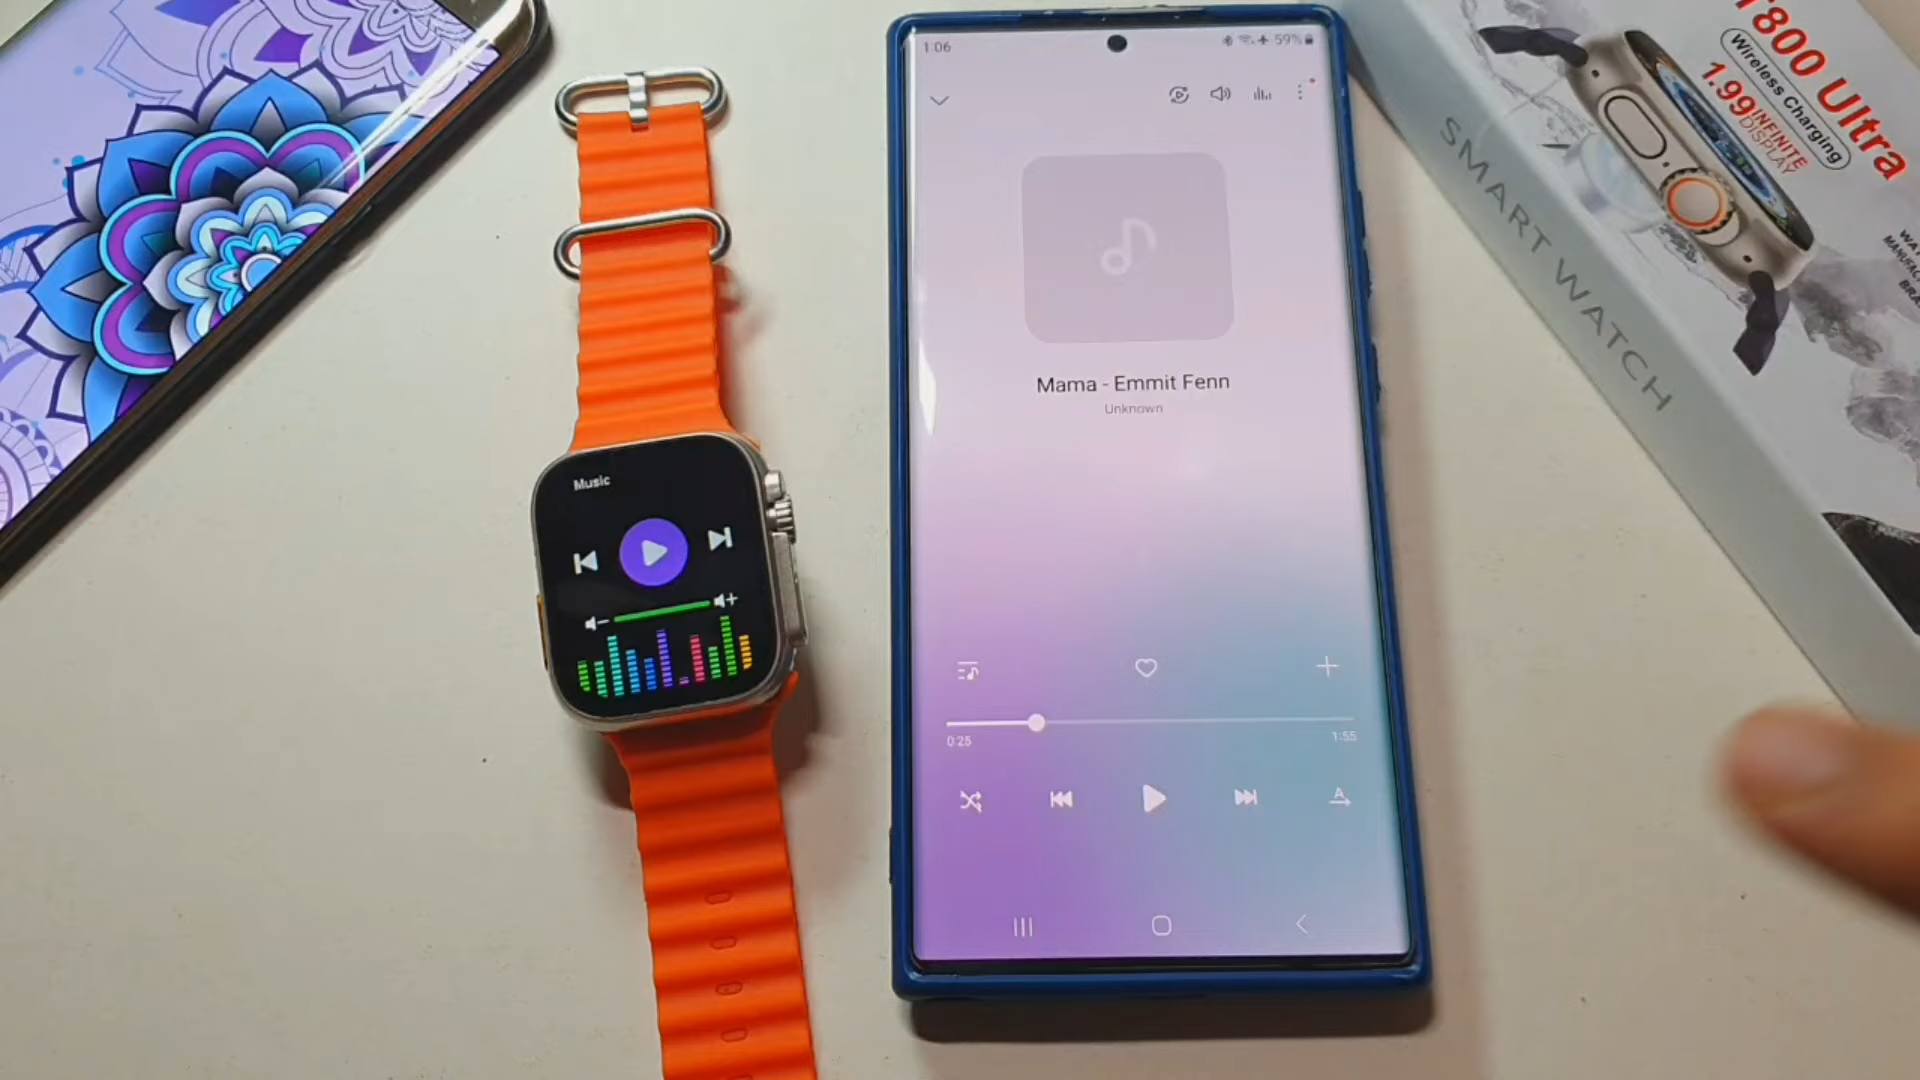 1:06
59%
Mama - Emmit Fenn
Unknown
0:25
1:55
A
Music
T800 Ultra
Wireless Charging
1.99 INFINITE
DISPLAY
SMART WATCH